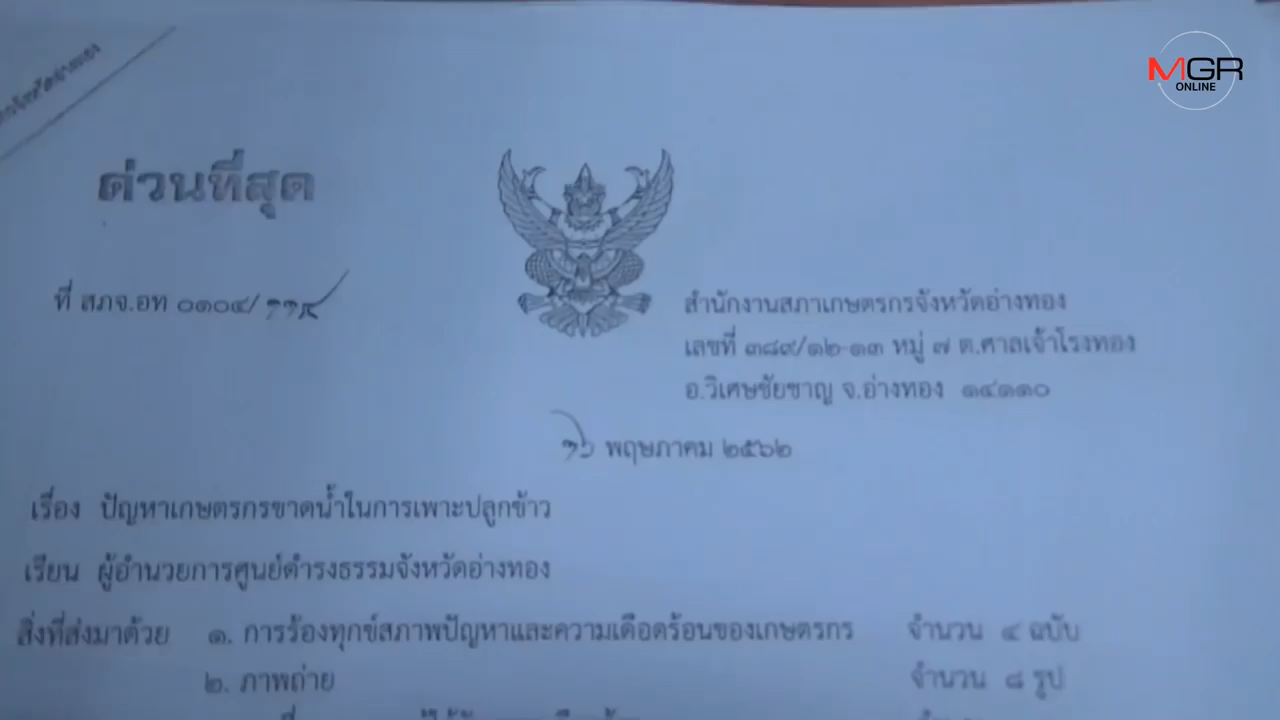 MGR
ONLINE
ด่วนที่สุด
ที่ สภจ.อท ๐๑๐๔/
สำนักงานสภาเกษตรกรจังหวัดอ่างทอง
เลขที่ ๓๘๙/๑๒-๑๓ หมู่ ๗ ต.ศาลเจ้าโรงทอง
อ.วิเศษชัยชาญ จ.อ่างทอง ๑๔๑๑๐
พฤษภาคม ๒๕๖๒
เรื่อง ปัญหาเกษตรกรขาดน้ำในการเพาะปลูกข้าว
เรียน ผู้อำนวยการศูนย์ดำรงธรรมจังหวัดอ่างทอง
สิ่งที่ส่งมาด้วย ๑. การร้องทุกข์สภาพปัญหาและความเดือดร้อนของเกษตรกร จำนวน ๔ ฉบับ
๒. ภาพถ่าย จำนวน ๘ รูป